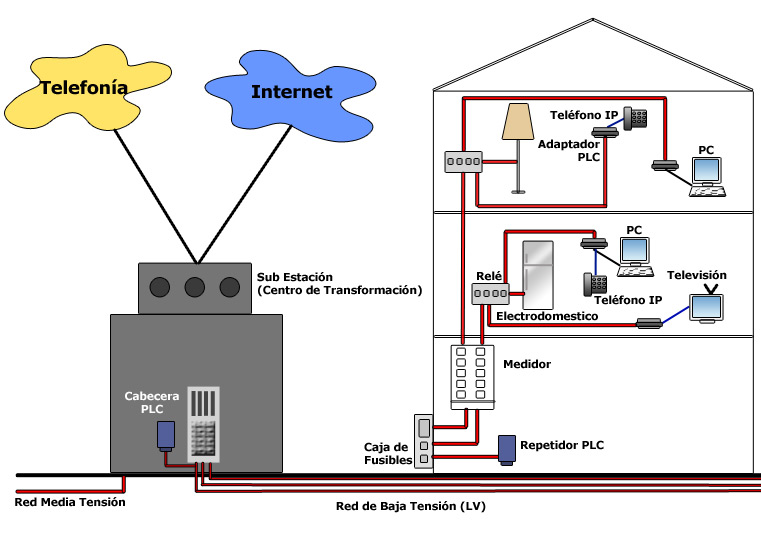 Telefonía
Internet
Teléfono IP
Adaptador
PLC
PC
Sub Estación
(Centro de Transformación)
PC
Relé
Televisión
Teléfono IP
Electrodomestico
Medidor
Cabecera
PLC
Caja de
Fusibles
Repetidor PLC
Red Media Tensión
Red de Baja Tensión (LV)